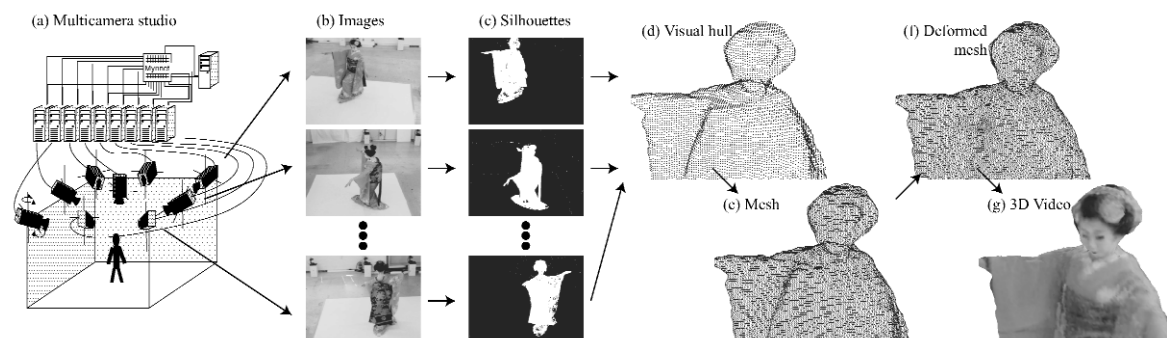 (a) Multicamera studio
(b) Images
(c) Silhouettes
(d) Visual hull
(f) Deformed
mesh
(e) Mesh
(g) 3D Video